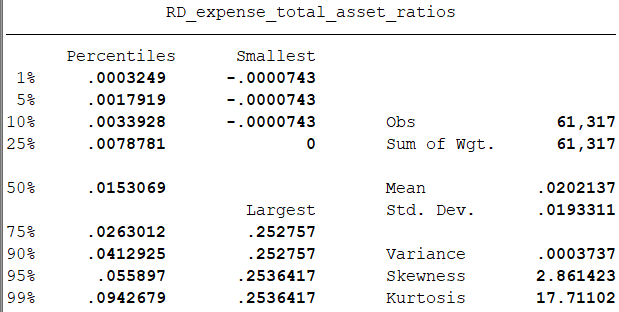 RD_expense_total_asset_ratios
Percentiles Smallest
1% .0003249 -.0000743
5% .0017919 -.0000743
10% .0033928 -.0000743 Obs 61,317
25% .0078781 0 Sum of Wgt. 61,317
50% .0153069 Mean .0202137
Largest Std. Dev. .0193311
75% .0263012 .252757
90% .0412925 .252757 Variance .0003737
95% .055897 .2536417 Skewness 2.861423
99% .0942679 .2536417 Kurtosis 17.71102